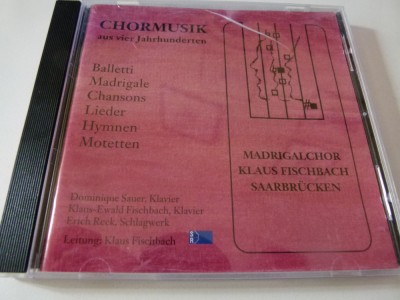 CHORMUSIK
aus vier Jahrhunderten
Balletti
Madrigale
Chansons
Lieder
Hymnen
Motetten
MADRIGALCHOR
KLAUS FISCHBACH
SAARBRÜCKEN
Dominique Sauer, Klavier
Klaus-Ewald Fischbach, Klavier
Erich Reck, Schlagwerk
Leitung: Klaus Fischbach